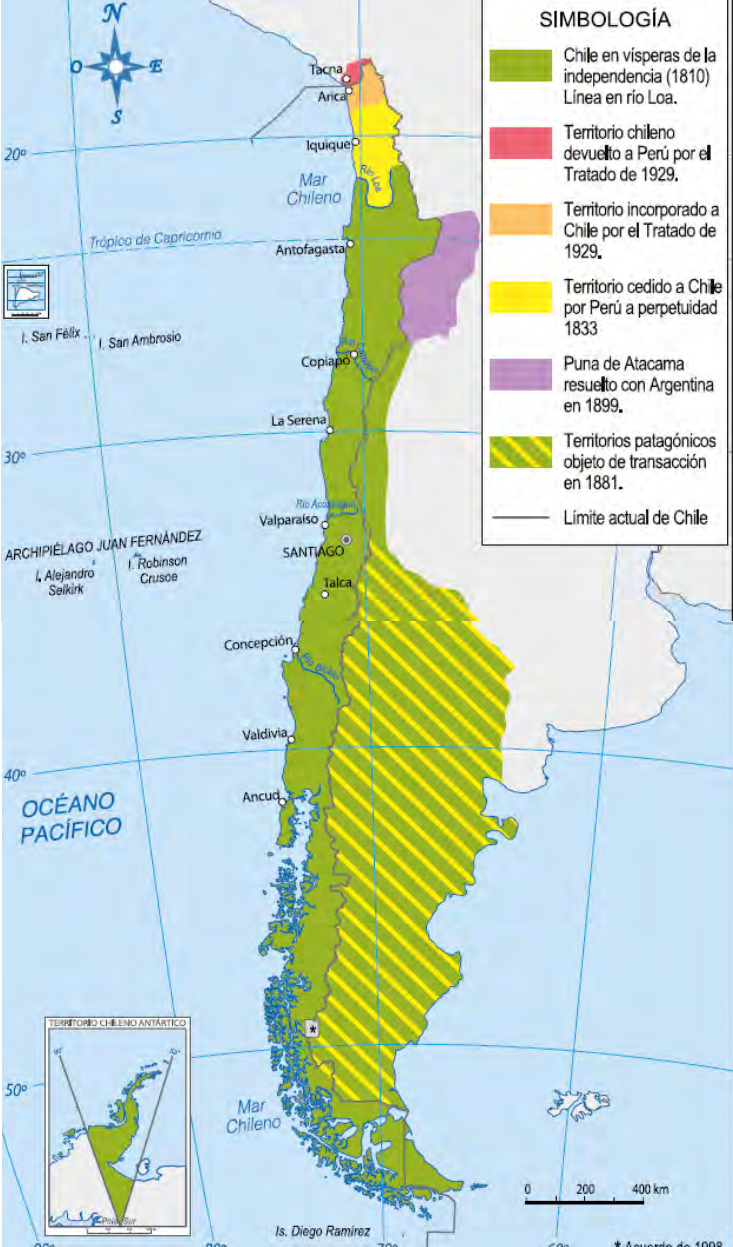 N
O
E
S
SIMBOLOGÍA
Chile en vísperas de la
independencia (1810)
Línea en río Loa.
Territorio chileno
devuelto a Perú por el
Tratado de 1929.
Territorio incorporado a
Chile por el Tratado de
1929.
Territorio cedido a Chile
por Perú a perpetuidad
1833
Puna de Atacama
resuelto con Argentina
en 1899.
Territorios patagónicos
objeto de transacción
en 1881.
Límite actual de Chile
Tacna
Arica
20º
Iquique
Río Loa
Mar
Chileno
Trópico de Capricornio
Antofagasta
I. San Félix
I. San Ambrosio
Copiapó
La Serena
30º
Río Aconcagua
Valparaíso
ARCHIPIÉLAGO JUAN FERNÁNDEZ
SANTIAGO
I. Alejandro
Selkirk
I. Robinson
Crusoe
Talca
Concepción
Río Biobío
Valdivia
40º
Ancud
OCÉANO
PACÍFICO
TERRITORIO CHILENO ANTÁRTICO
90º
53º
Polo Sur
*
50º
Mar
Chileno
0 200 400 km
Is. Diego Ramírez
* Acuerdo de 1998